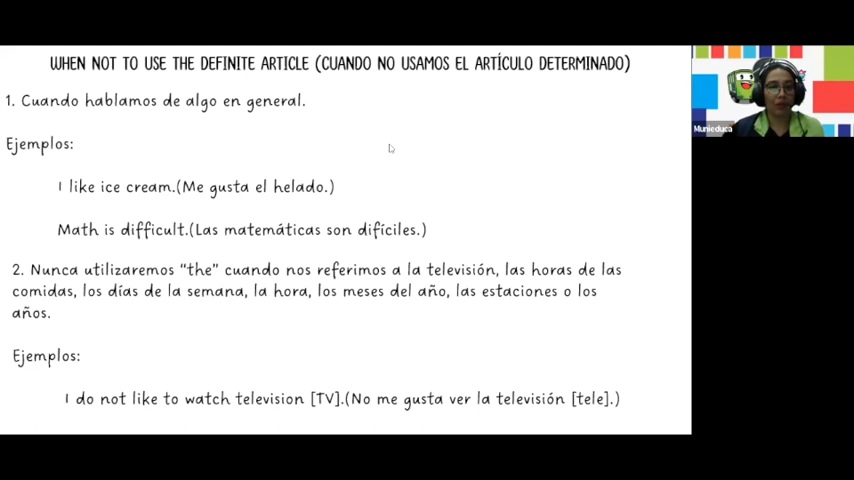 WHEN NOT TO USE THE DEFINITE ARTICLE (CUANDO NO USAMOS EL ARTÍCULO DETERMINADO)
1. Cuando hablamos de algo en general.
Ejemplos:
I like ice cream.(Me gusta el helado.)
Math is difficult.(Las matemáticas son difíciles.)
2. Nunca utilizaremos “the” cuando nos referimos a la televisión, las horas de las
comidas, los días de la semana, la hora, los meses del año, las estaciones o los
años.
Ejemplos:
I do not like to watch television [TV].(No me gusta ver la televisión [tele].)
Munieduca